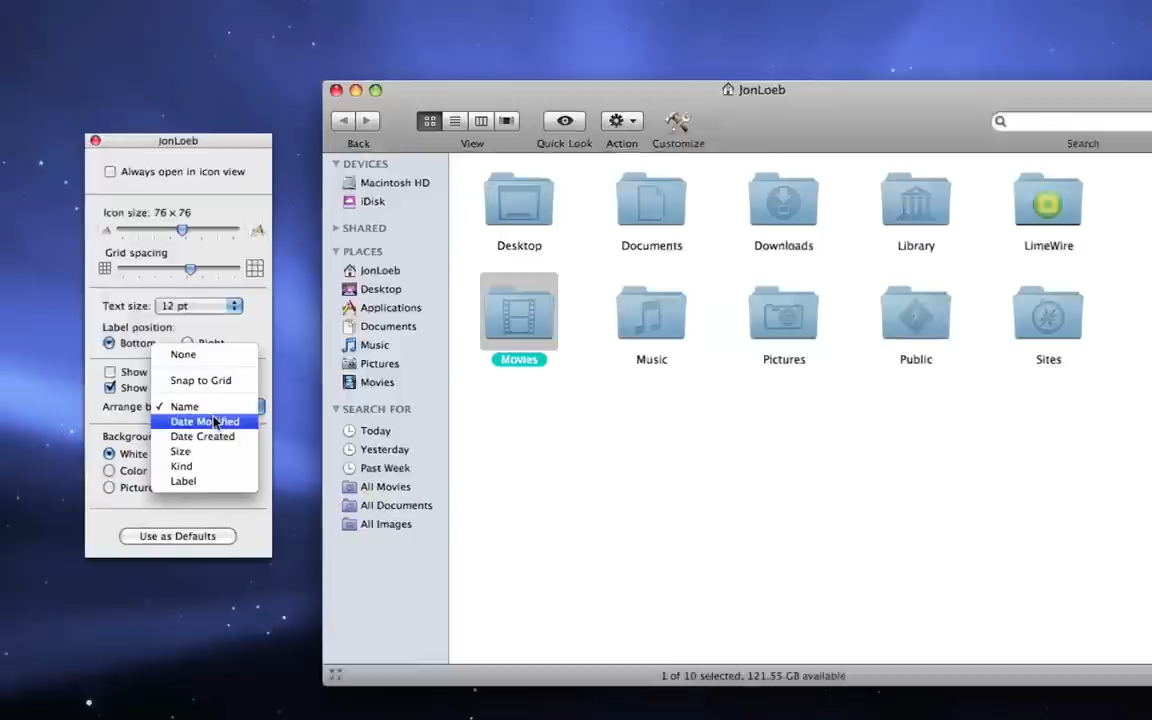 JonLoeb
Always open in icon view
Icon size: 76 × 76
Grid spacing
Text size: 12 pt
Label position:
Bottom
Show
Show
Arrange b
None
Snap to Grid
✓ Name
Date Modified
Date Created
Size
Kind
Label
Backgrou
White
Color
Pictur
Use as Defaults
JonLoeb
Back
View
Quick Look
Action
Customize
Search
DEVICES
Macintosh HD
iDisk
SHARED
PLACES
JonLoeb
Desktop
Applications
Documents
Music
Pictures
Movies
SEARCH FOR
Today
Yesterday
Past Week
All Movies
All Documents
All Images
Desktop Documents Downloads Library LimeWire
Movies Music Pictures Public Sites
1 of 10 selected, 121.55 GB available